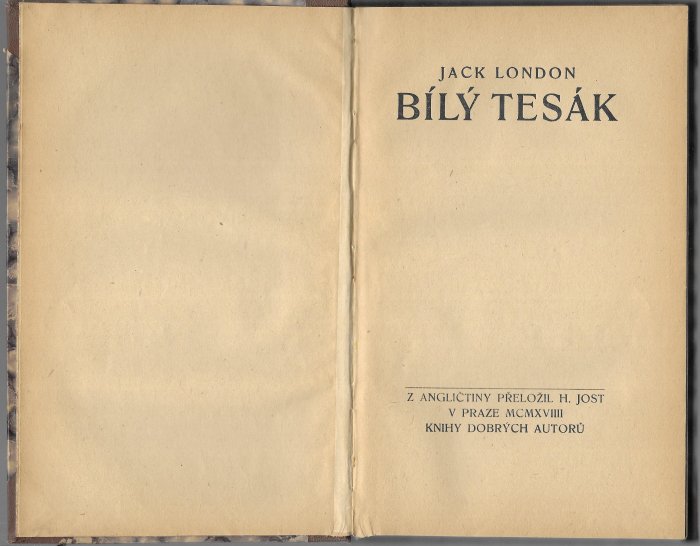 JACK LONDON
BÍLÝ TESÁK
Z ANGLIČTINY PŘELOŽIL H. JOST
V PRAZE MCMXVIIII
KNIHY DOBRÝCH AUTORŮ